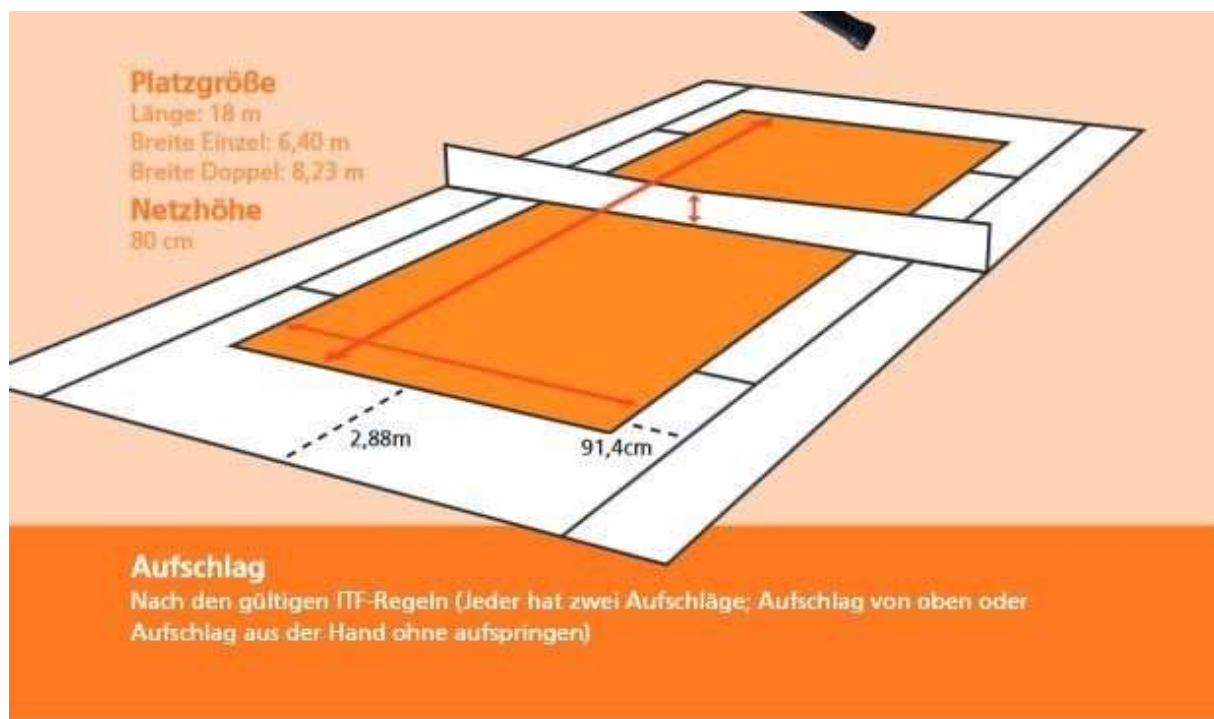 Platzgröße
Länge: 18 m
Breite Einzel: 6,40 m
Breite Doppel: 8,23 m
Netzhöhe
80 cm
2,88m
91,4cm
Aufschlag
Nach den gültigen ITF-Regeln (Jeder hat zwei Aufschläge; Aufschlag von oben oder
Aufschlag aus der Hand ohne aufspringen)